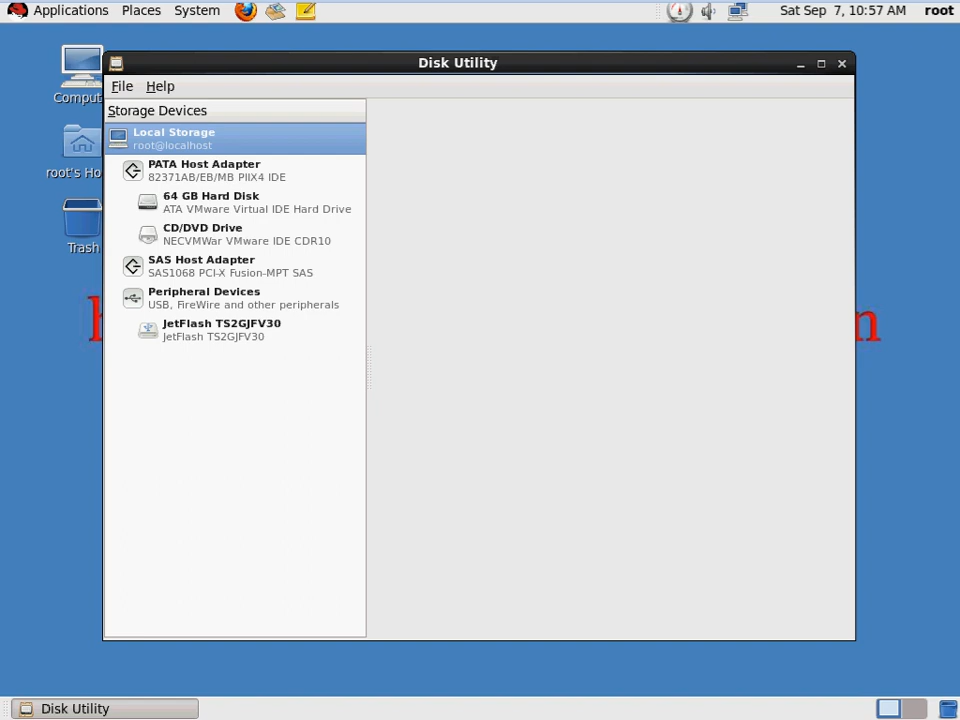 Applications Places System Sat Sep 7, 10:57 AM root
Disk Utility
File Help
Storage Devices
Local Storage
root@localhost
PATA Host Adapter
82371AB/EB/MB PIIX4 IDE
64 GB Hard Disk
ATA VMware Virtual IDE Hard Drive
CD/DVD Drive
NECVMWar VMware IDE CDR10
SAS Host Adapter
SAS1068 PCI-X Fusion-MPT SAS
Peripheral Devices
USB, FireWire and other peripherals
JetFlash TS2GJFV30
JetFlash TS2GJFV30
Comput
root's Ho
Trash
n
Disk Utility